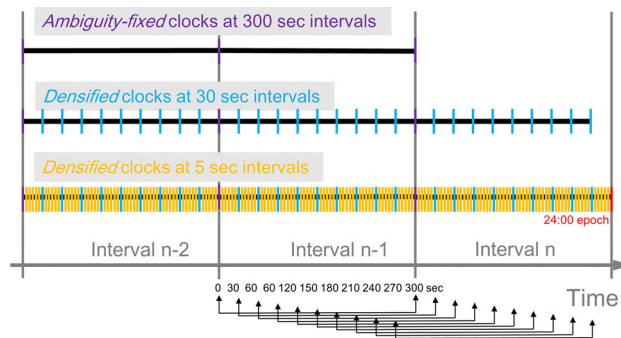 Ambiguity-fixed clocks at 300 sec intervals
Densified clocks at 30 sec intervals
Densified clocks at 5 sec intervals
24:00 epoch
Interval n-2
Interval n-1
Interval n
0 30 60 60 120 150 180 210 240 270 300 sec
Time